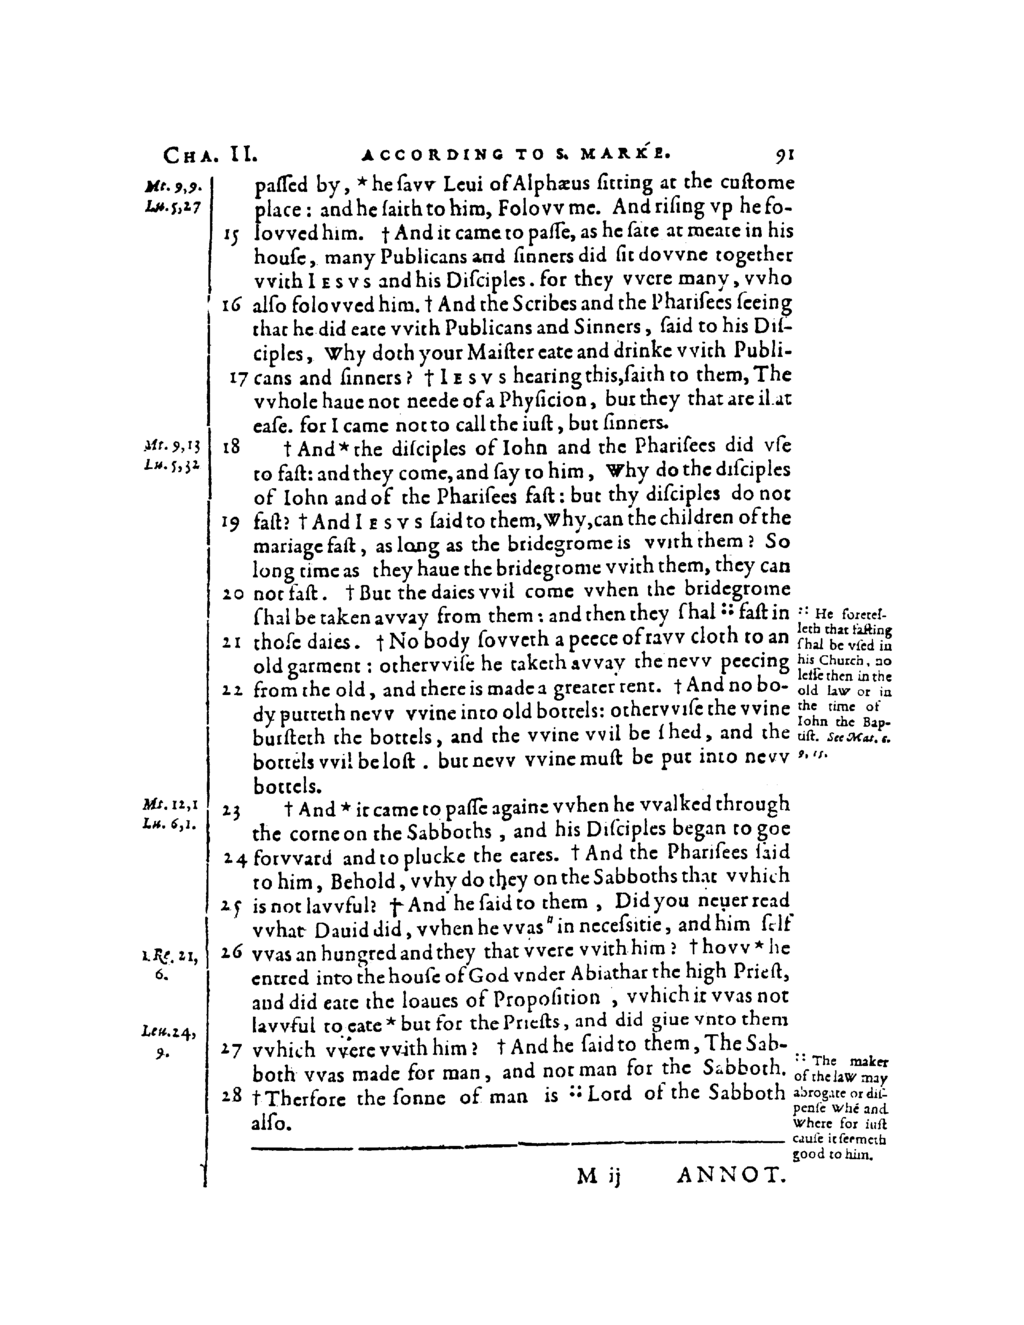 CHA. II. ACCORDING TO S. MARKE. 91
Mt. 9,9.
Lu. 5,27
paſſed by, * he ſavv Leui of Alphæus ſitting at the cuſtome
place: and he ſaith to him, Folovv me. And riſing vp he fo-
15 lovved him. † And it came to paſſe, as he ſate at meate in his
houſe, many Publicans and ſinners did ſit dovvne together
vvith IESVS and his Diſciples. for they vvere many, vvho
16 alſo folovved him. † And the Scribes and the Phariſees ſeeing
that he did eate vvith Publicans and Sinners, ſaid to his Diſ-
ciples, VVhy doth your Maiſter eate and drinke vvith Publi-
17 cans and ſinners? † IESVS hearing this, ſaith to them, The
vvhole haue not neede of a Phyſicion, but they that are il at
eaſe. for I came not to call the iuſt, but ſinners.
Mt. 9,13
Lu. 5,32
18 † And * the diſciples of Iohn and the Phariſees did vſe
to faſt: and they come, and ſay to him, VVhy do the diſciples
of Iohn and of the Phariſees faſt: but thy diſciples do not
19 faſt? † And IESVS ſaid to them, VVhy, can the children of the
mariage faſt, as long as the bridegrome is vvith them? So
long time as they haue the bridegrome vvith them, they can
20 not faſt. † But the daies vvil come vvhen the bridegrome
ſhal be taken avvay from them: and then they ſhal :: faſt in
21 thoſe daies. † No body ſovveth a peece of ravv cloth to an
old garment: othervviſe he taketh avvay the nevv peecing
22 from the old, and there is made a greater rent. † And no bo-
dy putteth nevv vvine into old bottels: othervviſe the vvine
burſteth the bottels, and the vvine vvil be ſhed, and the
bottels vvil be loſt. but nevv vvine muſt be put into nevv
bottels.
:: He foretel-
leth that faſting
ſhal be vſed in
his Church, no
leſſe then in the
old lavv or in
the time of
Iohn the Bap-
tiſt. See Mat. c.
9, 15.
Mt. 12,1
Lu. 6,1.
23 † And * it came to paſſe againe vvhen he vvalked through
the corne on the Sabboths, and his Diſciples began to goe
24 forvvard and to plucke the eares. † And the Phariſees ſaid
to him, Behold, vvhy do they on the Sabboths that vvhich
25 is not lavvful? † And he ſaid to them, Did you neuer read
vvhat Dauid did, vvhen he vvas " in neceſsitie, and him ſelf
1. Re. 21,
6.
26 vvas an hungred and they that vvere vvith him? † hovv * he
entred into the houſe of God vnder Abiathar the high Prieſt,
and did eate the loaues of Propoſition, vvhich it vvas not
Leu. 24,
9.
lavvful to eate * but for the Prieſts, and did giue vnto them
27 vvhich vvere vvith him? † And he ſaid to them, The Sab-
both vvas made for man, and not man for the Sabboth.
28 † Therfore the ſonne of man is :: Lord of the Sabboth
alſo.
:: The maker
of the lavv may
abrogate or diſ-
penſe vvhē and
vvhere for iuſt
cauſe it ſeemeth
good to him.
M ij ANNOT.